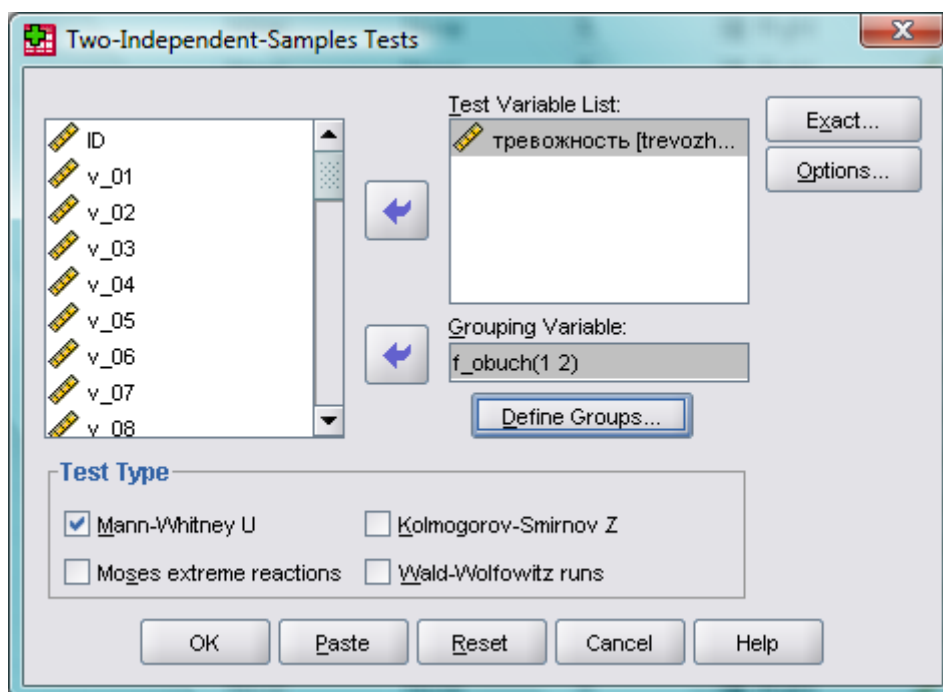 Two-Independent-Samples Tests
ID
v_01
v_02
v_03
v_04
v_05
v_06
v_07
v_08
Test Variable List:
тревожность [trevozh...
Exact...
Options...
Grouping Variable:
f_obuch(1 2)
Define Groups...
Test Type
Mann-Whitney U
Kolmogorov-Smirnov Z
Moses extreme reactions
Wald-Wolfowitz runs
OK
Paste
Reset
Cancel
Help